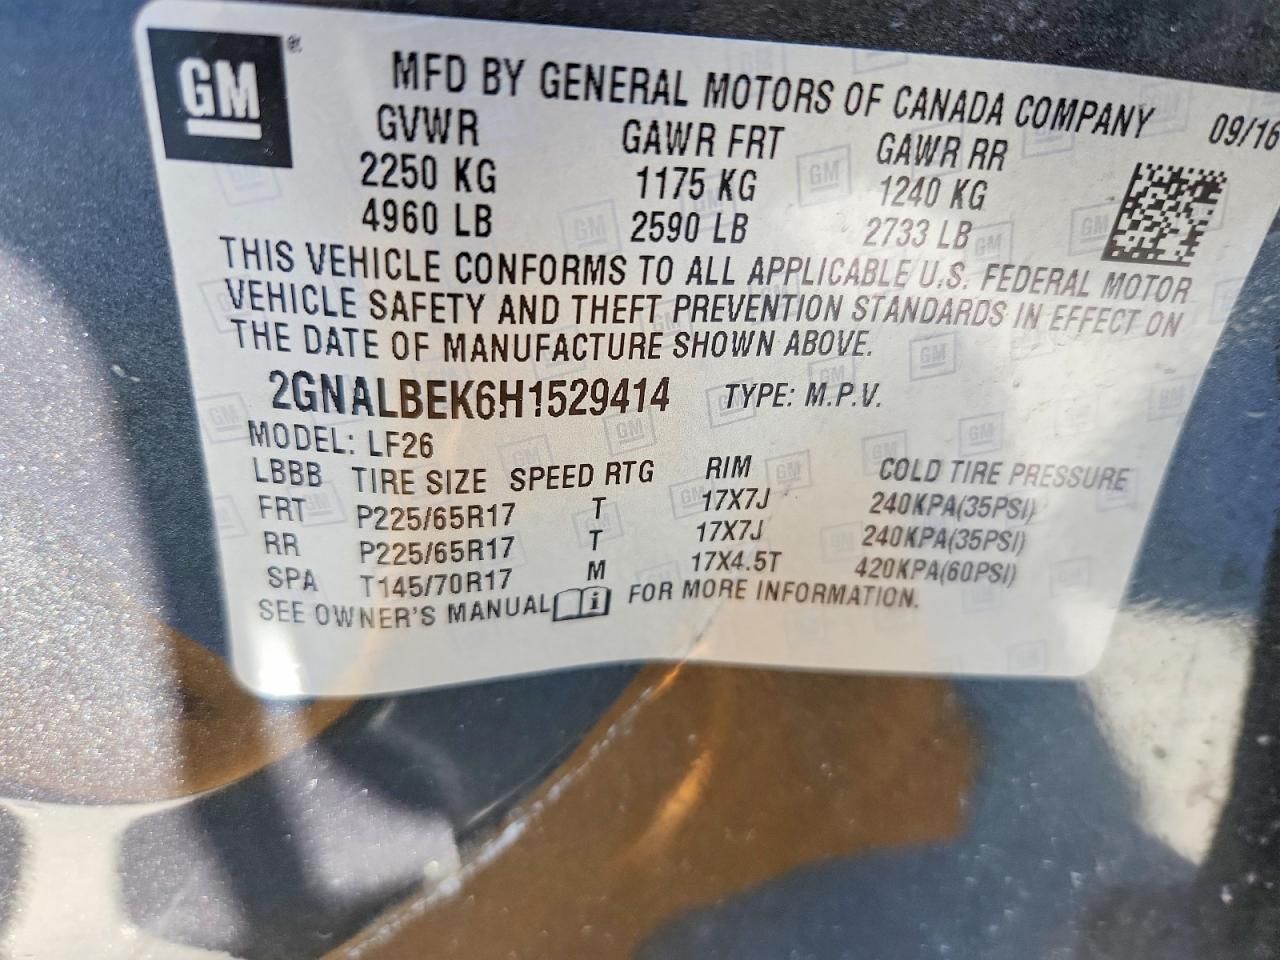 GM
MFD BY GENERAL MOTORS OF CANADA COMPANY 09/16
GVWR GAWR FRT GAWR RR
2250 KG 1175 KG 1240 KG
4960 LB 2590 LB 2733 LB
THIS VEHICLE CONFORMS TO ALL APPLICABLE U.S. FEDERAL MOTOR
VEHICLE SAFETY AND THEFT PREVENTION STANDARDS IN EFFECT ON
THE DATE OF MANUFACTURE SHOWN ABOVE.
2GNALBEK6H1529414 TYPE: M.P.V.
MODEL: LF26
LBBB TIRE SIZE SPEED RTG RIM COLD TIRE PRESSURE
FRT P225/65R17 T 17X7J 240KPA(35PSI)
RR P225/65R17 T 17X7J 240KPA(35PSI)
SPA T145/70R17 M 17X4.5T 420KPA(60PSI)
SEE OWNER'S MANUAL i FOR MORE INFORMATION.